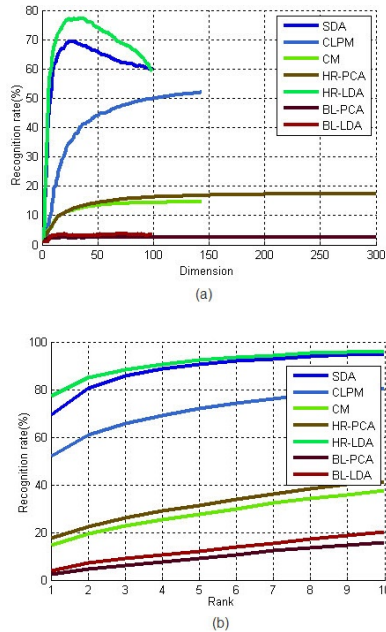 80
70
60
50
40
30
20
10
0
Recognition rate(%)
0 50 100 150 200 250 300
Dimension
SDA
CLPM
CM
HR-PCA
HR-LDA
BL-PCA
BL-LDA
(a)
100
80
60
40
20
0
Recognition rate(%)
1 2 3 4 5 6 7 8 9 10
Rank
SDA
CLPM
CM
HR-PCA
HR-LDA
BL-PCA
BL-LDA
(b)